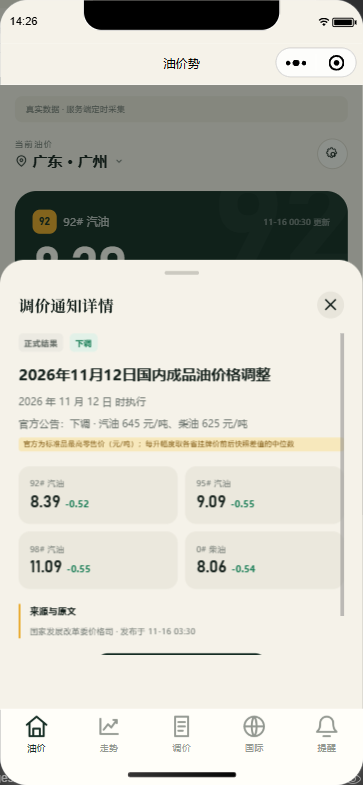 14:26
油价势
真实数据 · 服务端定时采集
当前油价
广东 · 广州
92
92# 汽油
11-16 00:30 更新
调价通知详情
正式结果
下调
2026年11月12日国内成品油价格调整
2026 年 11 月 12 日 时执行
官方公告：下调 · 汽油 645 元/吨、柴油 625 元/吨
官方为标准品最高零售价（元/吨）；每升幅度取各省挂牌价前后快照差值的中位数
92# 汽油
8.39 -0.52
95# 汽油
9.09 -0.55
98# 汽油
11.09 -0.55
0# 柴油
8.06 -0.54
来源与原文
国家发展改革委价格司 · 发布于 11-16 03:30
油价
走势
调价
国际
提醒